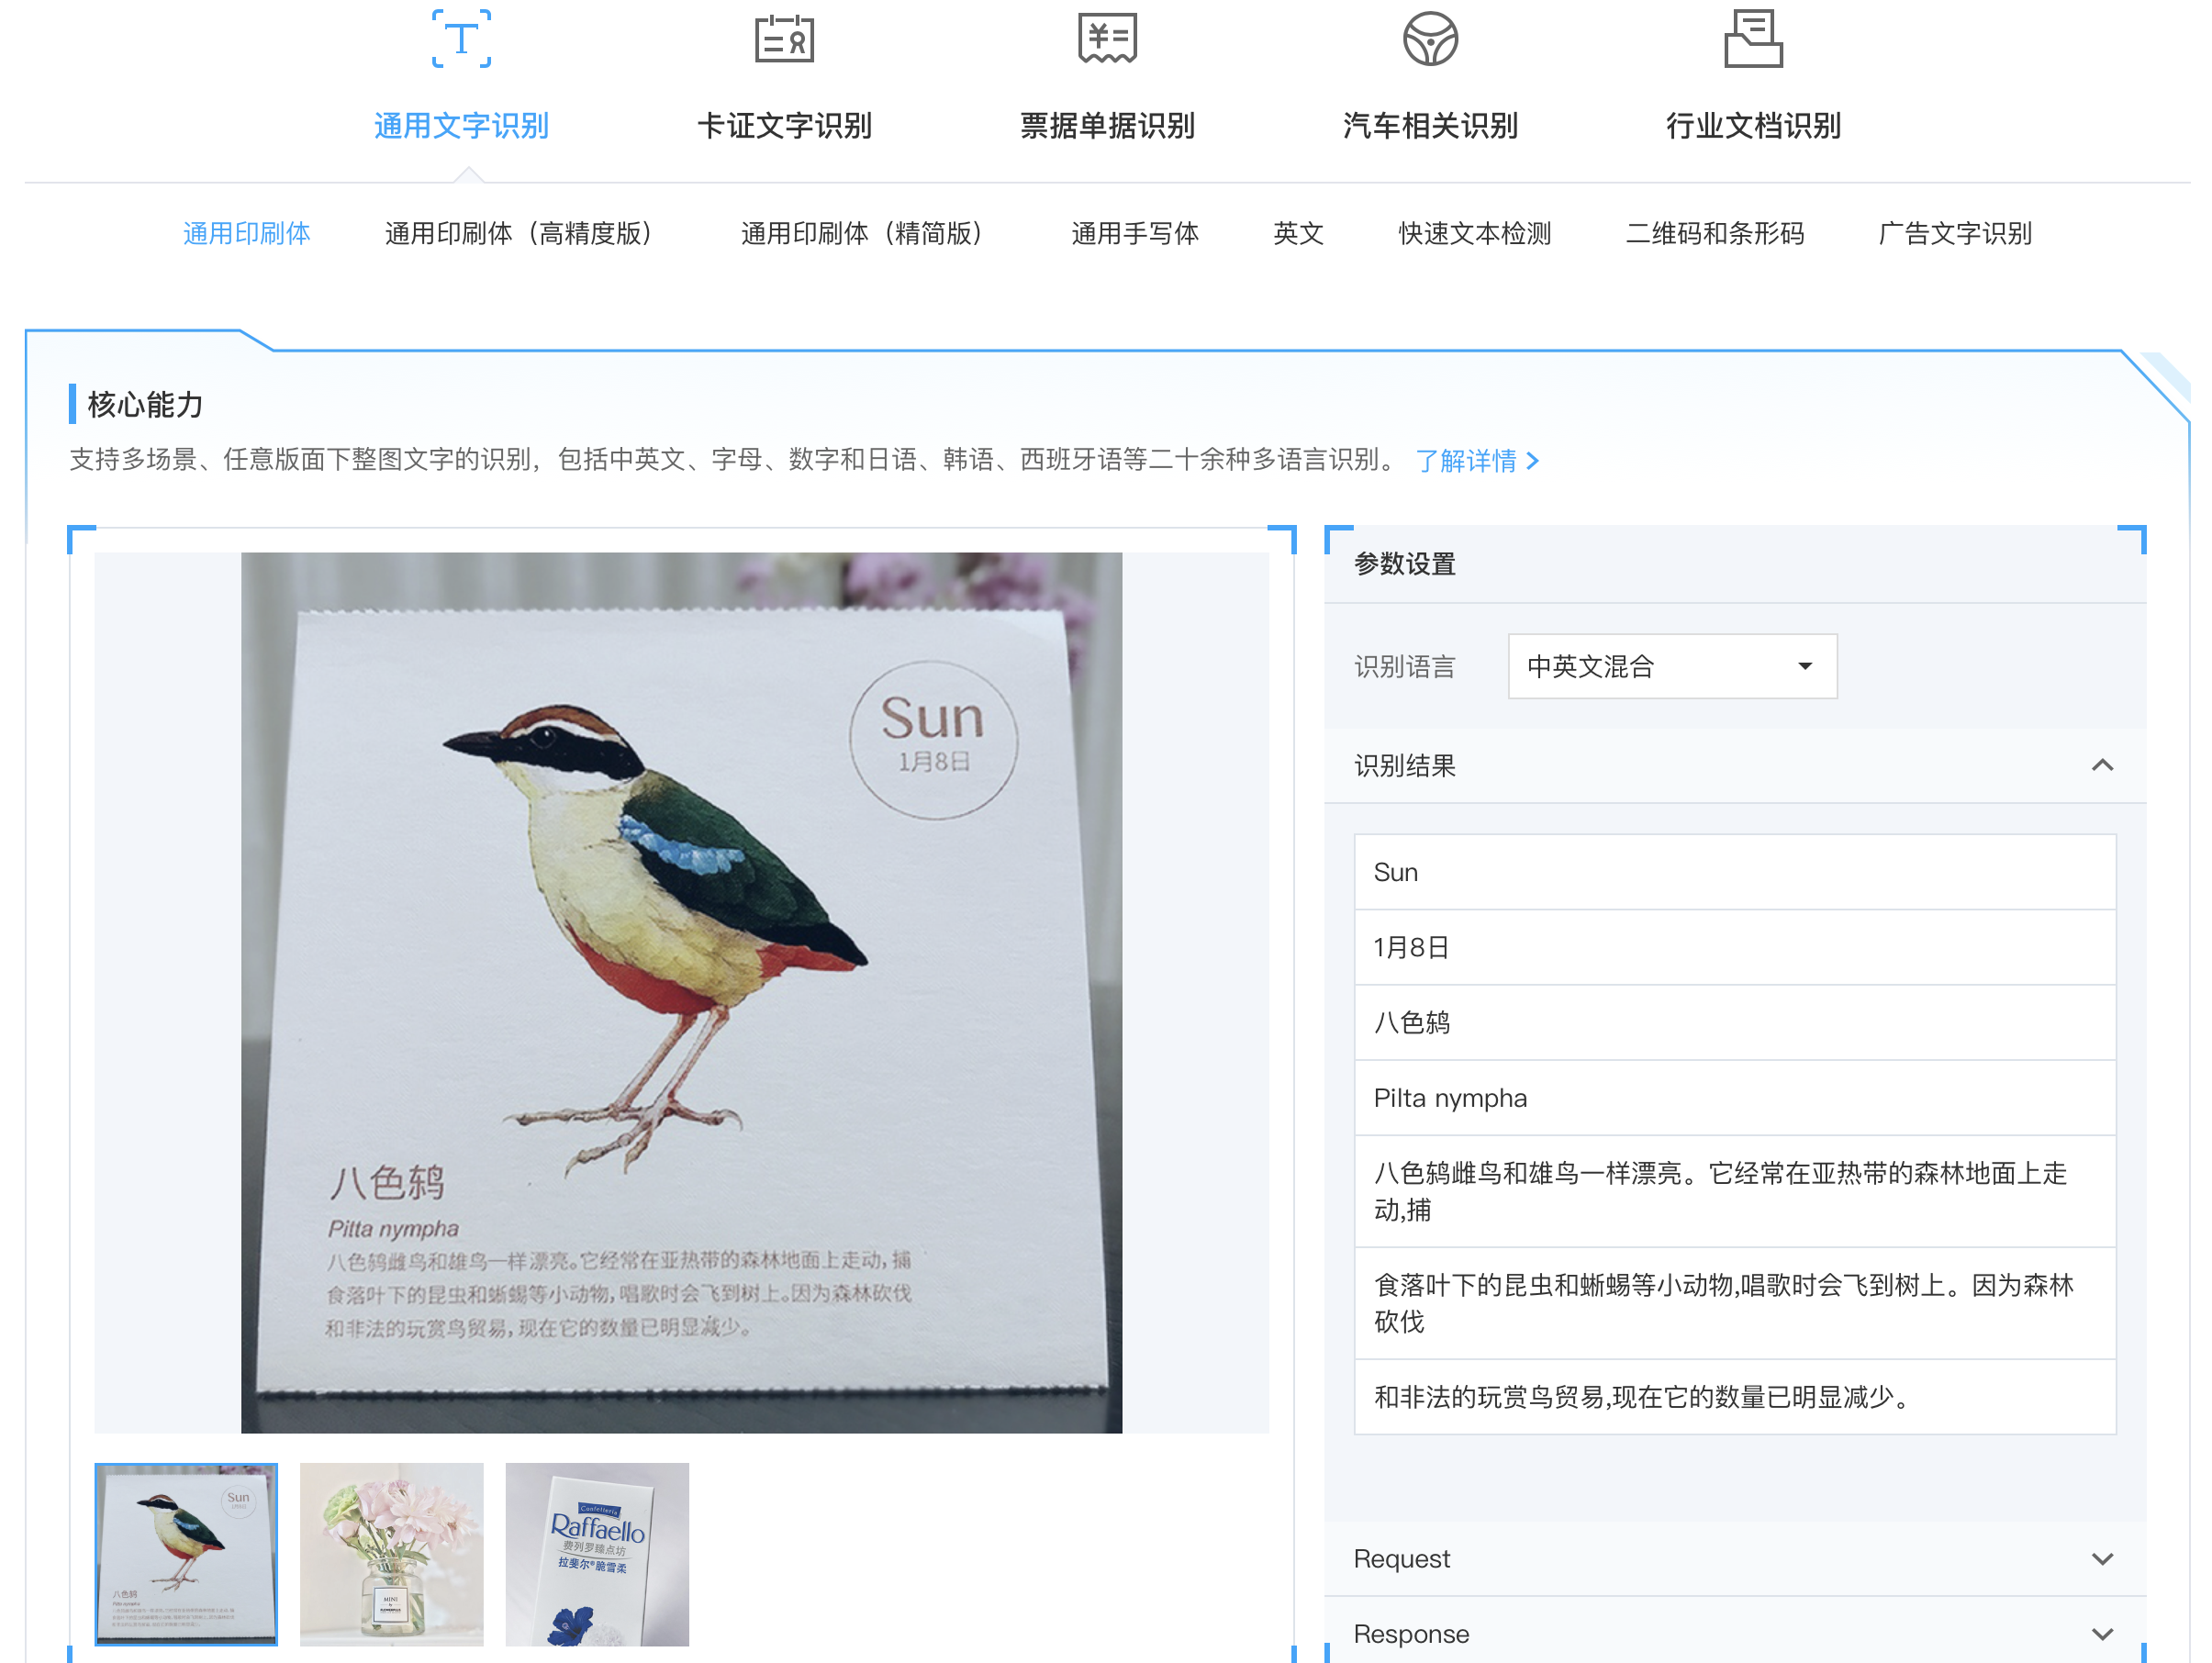 通用文字识别
卡证文字识别
票据单据识别
汽车相关识别
行业文档识别
通用印刷体
通用印刷体（高精度版）
通用印刷体（精简版）
通用手写体
英文
快速文本检测
二维码和条形码
广告文字识别
核心能力
支持多场景、任意版面下整图文字的识别，包括中英文、字母、数字和日语、韩语、西班牙语等二十余种多语言识别。 了解详情
Sun
1月8日
八色鸫
Pitta nympha
八色鸫雌鸟和雄鸟一样漂亮。它经常在亚热带的森林地面上走动，捕
食落叶下的昆虫和蜥蜴等小动物，唱歌时会飞到树上。因为森林砍伐
和非法的玩赏鸟贸易，现在它的数量已明显减少。
Sun
八色鸫
MINI
Confetteria
Raffaello
费列罗臻点坊
拉斐尔®脆雪柔
参数设置
识别语言
中英文混合
识别结果
Sun
1月8日
八色鸫
Pilta nympha
八色鸫雌鸟和雄鸟一样漂亮。它经常在亚热带的森林地面上走
动,捕
食落叶下的昆虫和蜥蜴等小动物,唱歌时会飞到树上。因为森林
砍伐
和非法的玩赏鸟贸易,现在它的数量已明显减少。
Request
Response